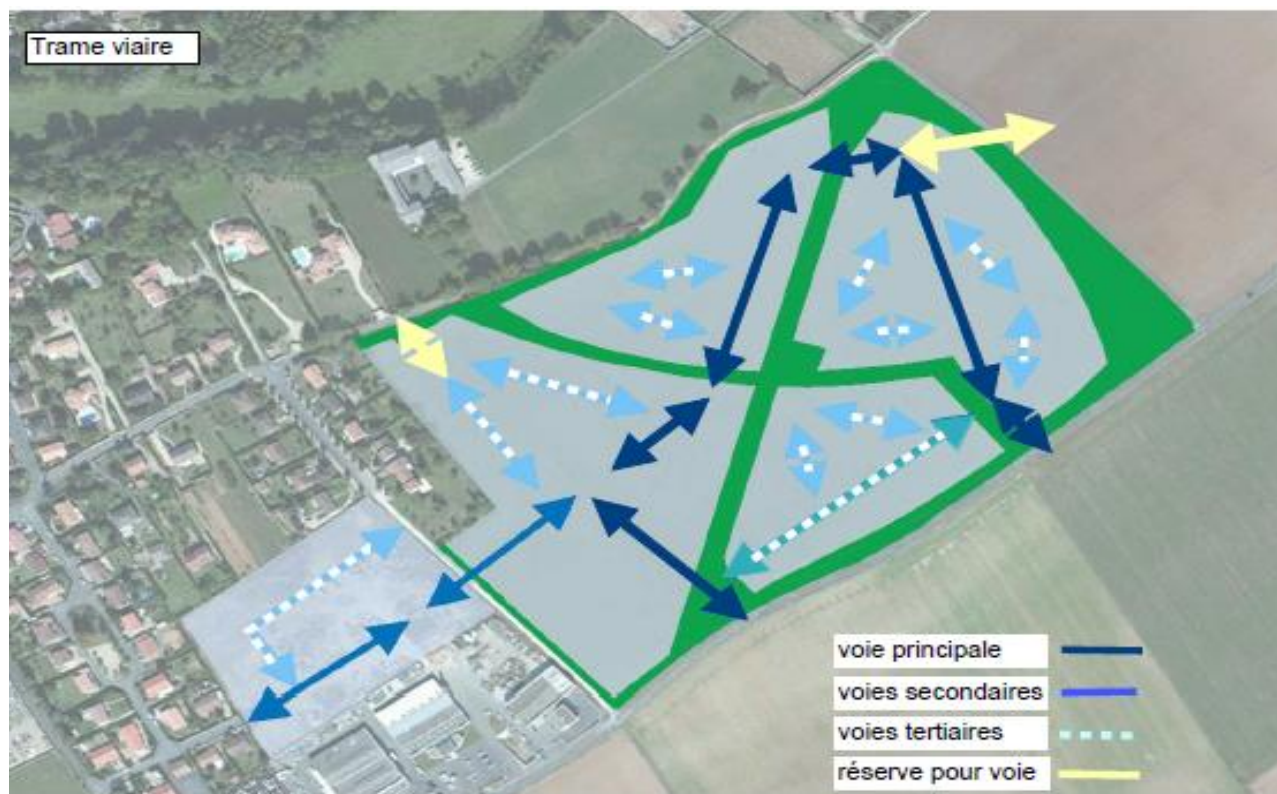 Trame viaire
voie principale
voies secondaires
voies tertiaires
réserve pour voie